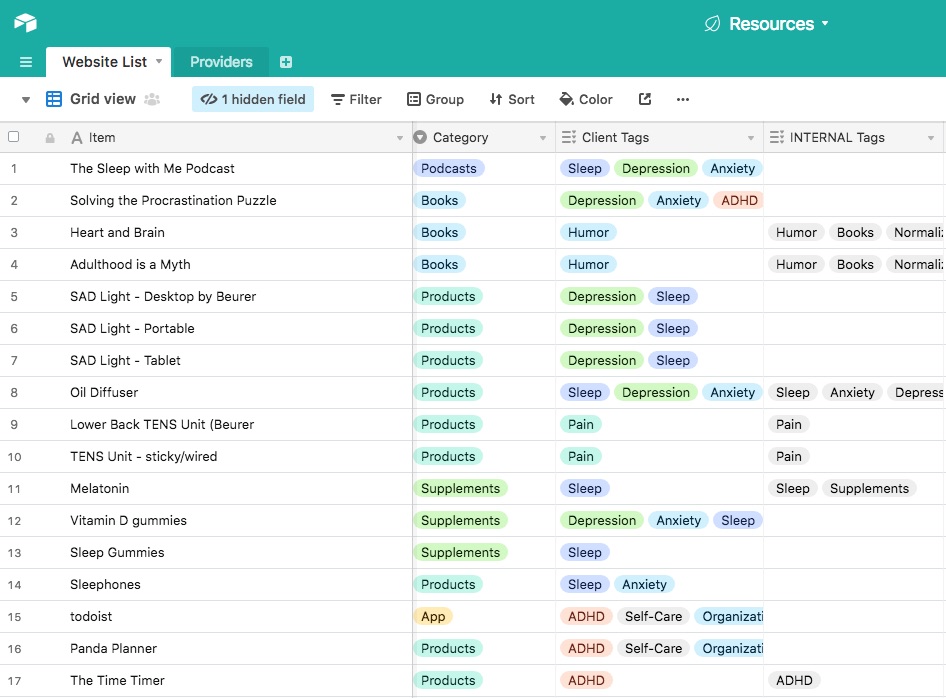 Resources
Website List Providers
Grid view 1 hidden field Filter Group Sort Color
Item Category Client Tags INTERNAL Tags
1 The Sleep with Me Podcast Podcasts Sleep Depression Anxiety
2 Solving the Procrastination Puzzle Books Depression Anxiety ADHD
3 Heart and Brain Books Humor Humor Books Normali
4 Adulthood is a Myth Books Humor Humor Books Normali
5 SAD Light - Desktop by Beurer Products Depression Sleep
6 SAD Light - Portable Products Depression Sleep
7 SAD Light - Tablet Products Depression Sleep
8 Oil Diffuser Products Sleep Depression Anxiety Sleep Anxiety Depress
9 Lower Back TENS Unit (Beurer Products Pain Pain
10 TENS Unit - sticky/wired Products Pain Pain
11 Melatonin Supplements Sleep Sleep Supplements
12 Vitamin D gummies Supplements Depression Anxiety Sleep
13 Sleep Gummies Supplements Sleep
14 Sleephones Products Sleep Anxiety
15 todoist App ADHD Self-Care Organizati
16 Panda Planner Products ADHD Self-Care Organizati
17 The Time Timer Products ADHD ADHD